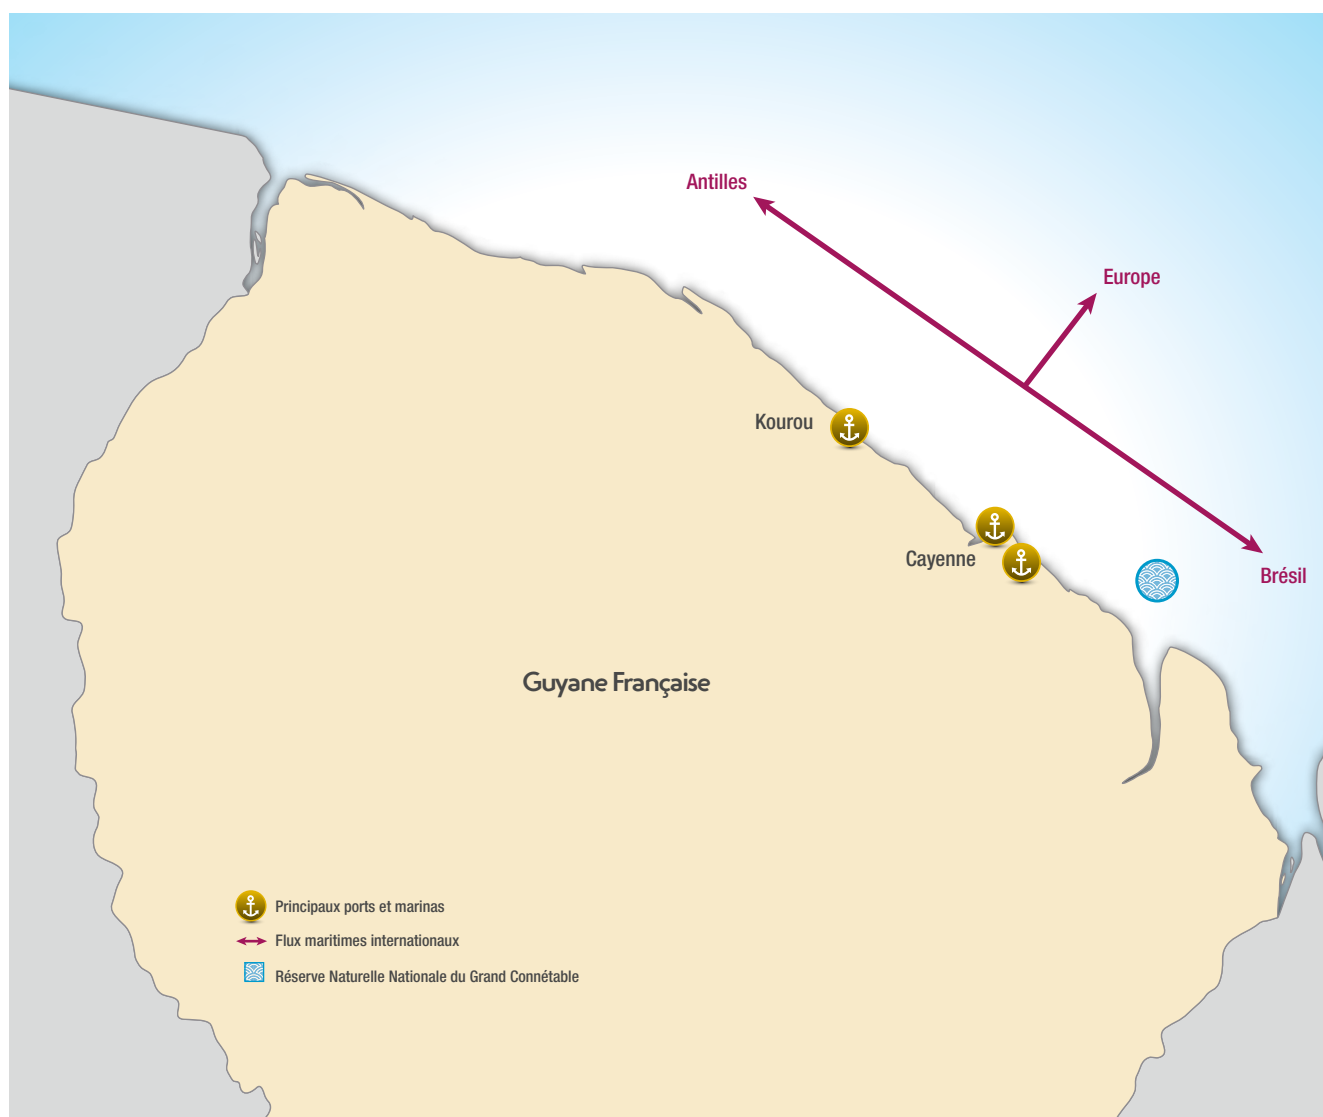 Antilles
Europe
Kourou
Cayenne
Brésil
Guyane Française
Principaux ports et marinas
Flux maritimes internationaux
Réserve Naturelle Nationale du Grand Connétable